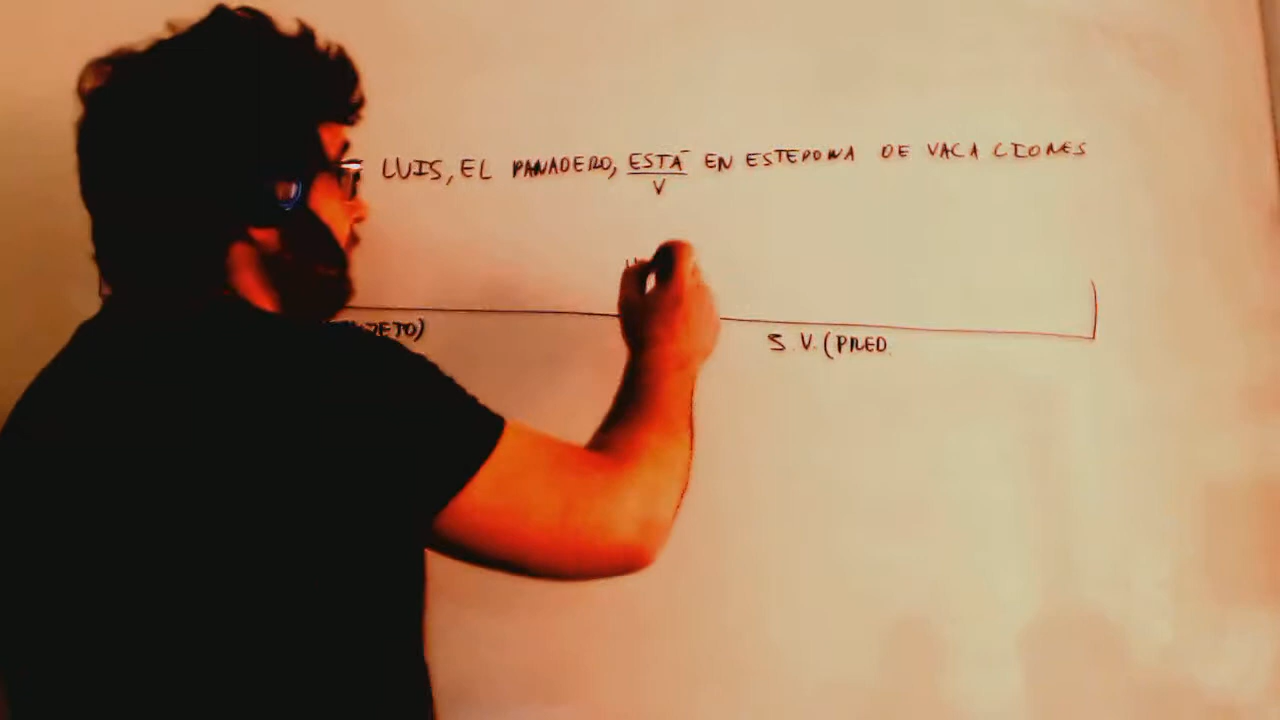 LUIS, EL PANADERO, ESTÁ EN ESTEPONA DE VACACIONES
V
S.V. (PRED.